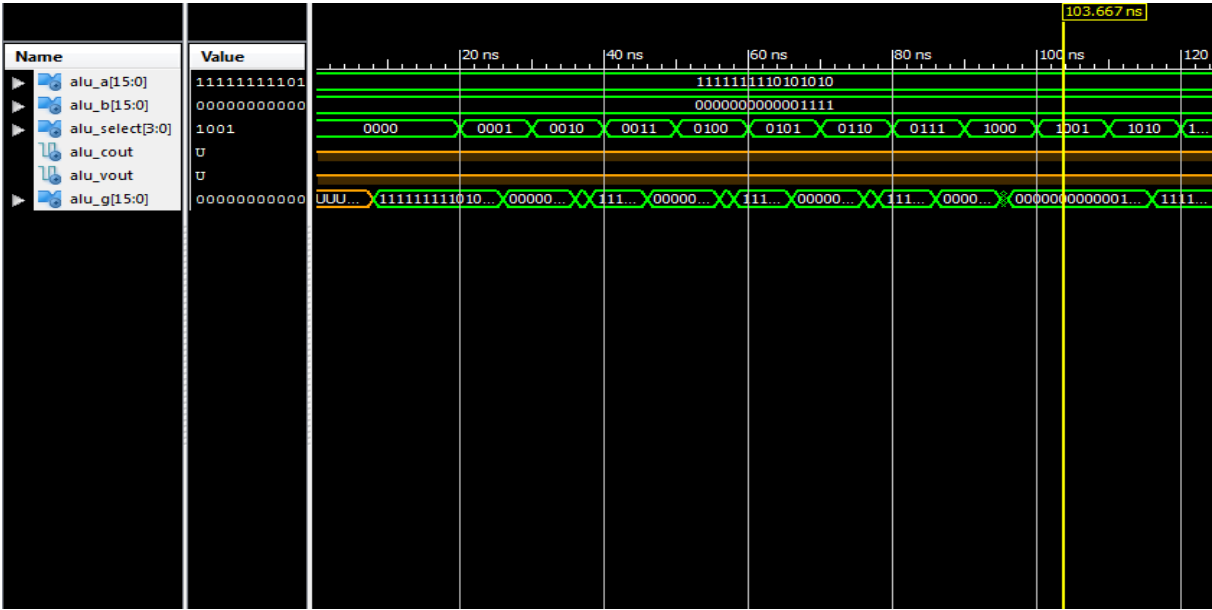 103.667 ns
Name Value 20 ns 40 ns 60 ns 80 ns 100 ns 120
alu_a[15:0] 11111111101 1111111110101010
alu_b[15:0] 00000000000 0000000000001111
alu_select[3:0] 1001 0000 0001 0010 0011 0100 0101 0110 0111 1000 1001 1010 1...
alu_cout U
alu_vout U
alu_g[15:0] 00000000000 UUU... 111111111010... 00000... 111... 00000... 111... 00000... 111... 0000... 0000000000001... 1111...